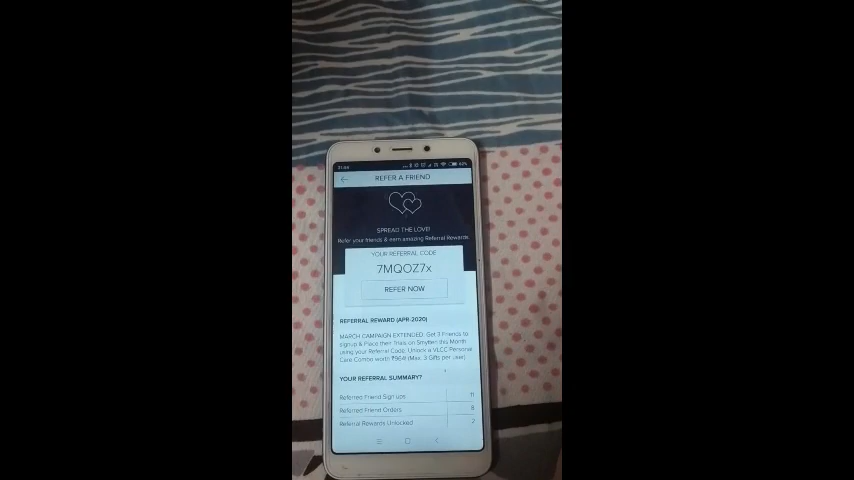 REFER A FRIEND
SPREAD THE LOVE!
Refer your friends & earn amazing Referral Rewards
YOUR REFERRAL CODE
7MQOZ7x
REFER NOW
REFERRAL REWARD (APR-2020)
MARCH CAMPAIGN EXTENDED: Get 3 Friends to
signup & Place their Trials on Smytten this Month
using your Referral Code. Unlock a VLCC Personal
Care Combo worth ₹964! (Max. 3 Gifts per user)
YOUR REFERRAL SUMMARY?
Referred Friend Sign ups 11
Referred Friend Orders 8
Referral Rewards Unlocked 2